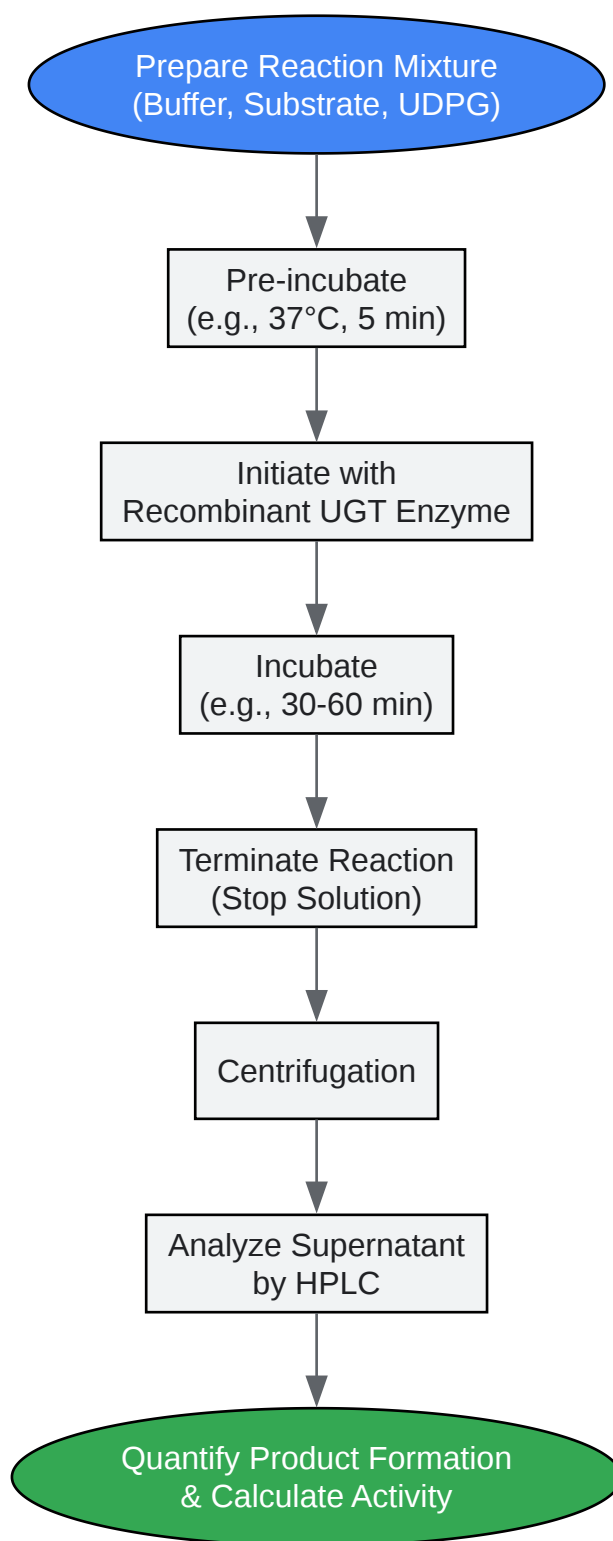 Prepare Reaction Mixture
(Buffer, Substrate, UDPG)
Pre-incubate
(e.g., 37°C, 5 min)
Initiate with
Recombinant UGT Enzyme
Incubate
(e.g., 30-60 min)
Terminate Reaction
(Stop Solution)
Centrifugation
Analyze Supernatant
by HPLC
Quantify Product Formation
& Calculate Activity